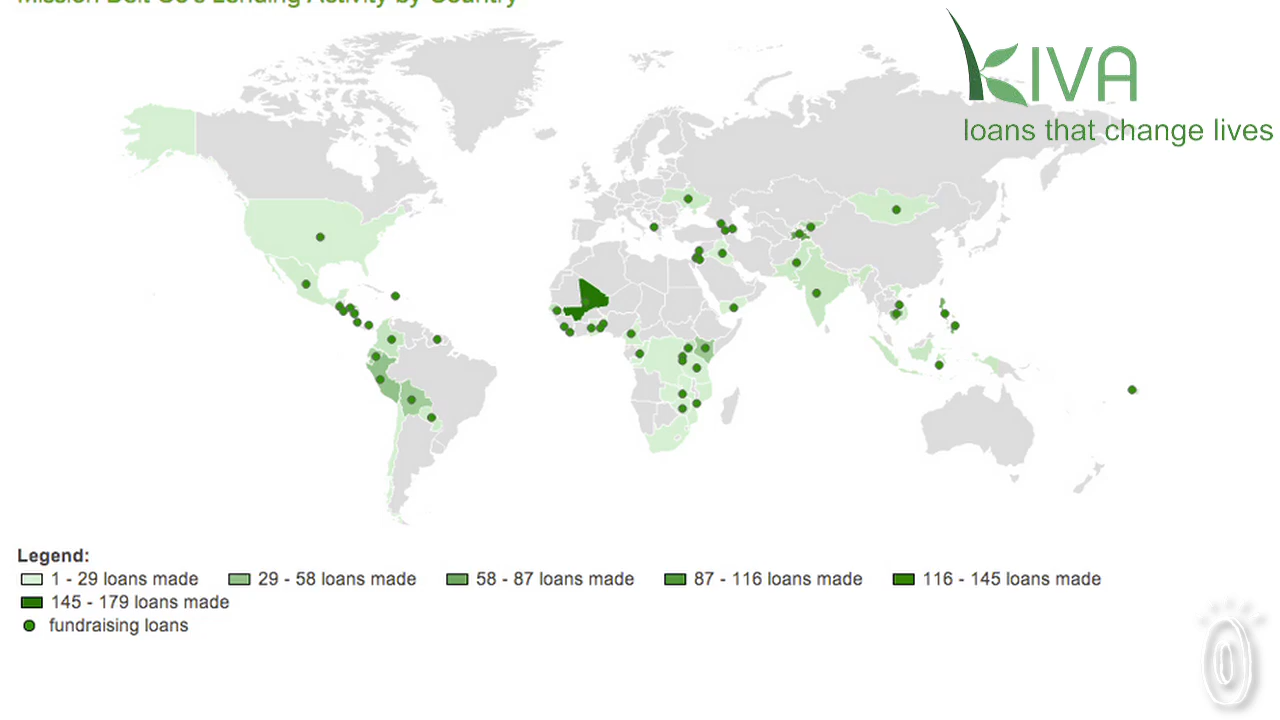 Mission Belt Co's Lending Activity by Country
KIVA
loans that change lives
Legend:
1 - 29 loans made
29 - 58 loans made
58 - 87 loans made
87 - 116 loans made
116 - 145 loans made
145 - 179 loans made
fundraising loans